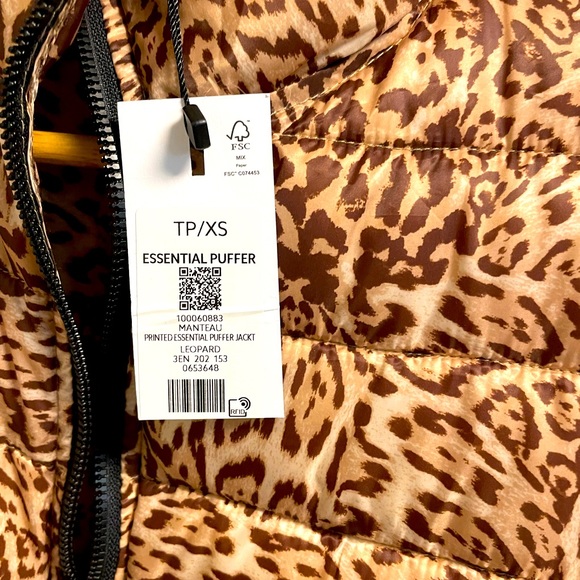 FSC
MIX
Paper
FSC® C074453
TP/XS
ESSENTIAL PUFFER
100060883
MANTEAU
PRINTED ESSENTIAL PUFFER JACKT
LEOPARD
3EN 202 153
0653648
RFID